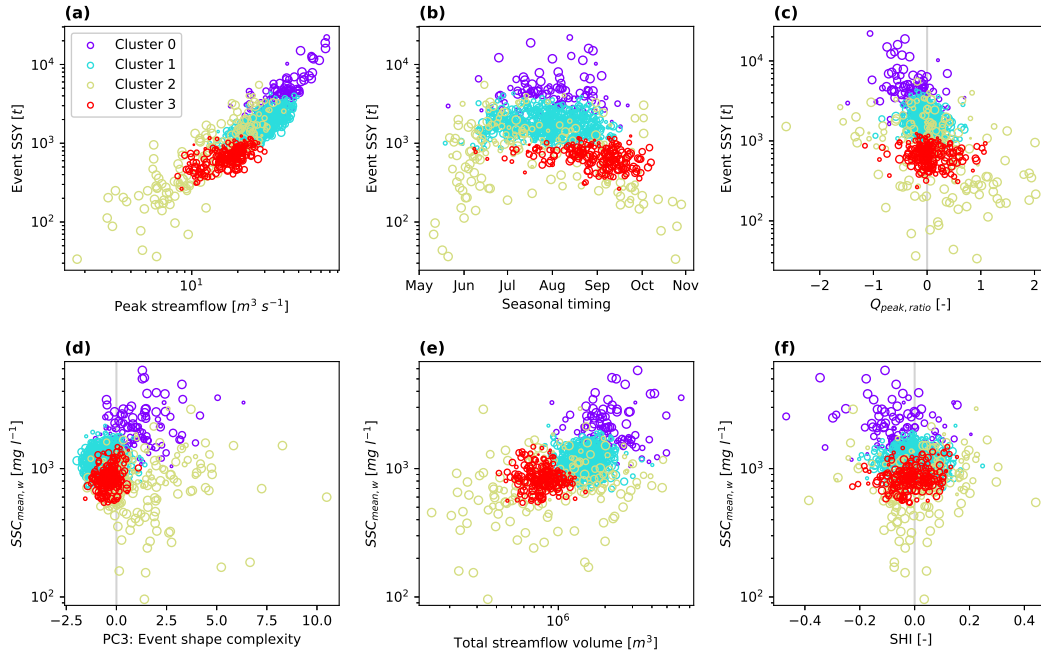 (a)
Event SSY [t]
10^4
10^3
10^2
Cluster 0
Cluster 1
Cluster 2
Cluster 3
10^1
Peak streamflow [m^3 s^-1]
(b)
Event SSY [t]
10^4
10^3
10^2
May Jun Jul Aug Sep Oct Nov
Seasonal timing
(c)
Event SSY [t]
10^4
10^3
10^2
−2 −1 0 1 2
Q_peak,ratio [-]
(d)
SSC_mean,w [mg l^-1]
10^3
10^2
−2.5 0.0 2.5 5.0 7.5 10.0
PC3: Event shape complexity
(e)
SSC_mean,w [mg l^-1]
10^3
10^2
10^6
Total streamflow volume [m^3]
(f)
SSC_mean,w [mg l^-1]
10^3
10^2
−0.4 −0.2 0.0 0.2 0.4
SHI [-]